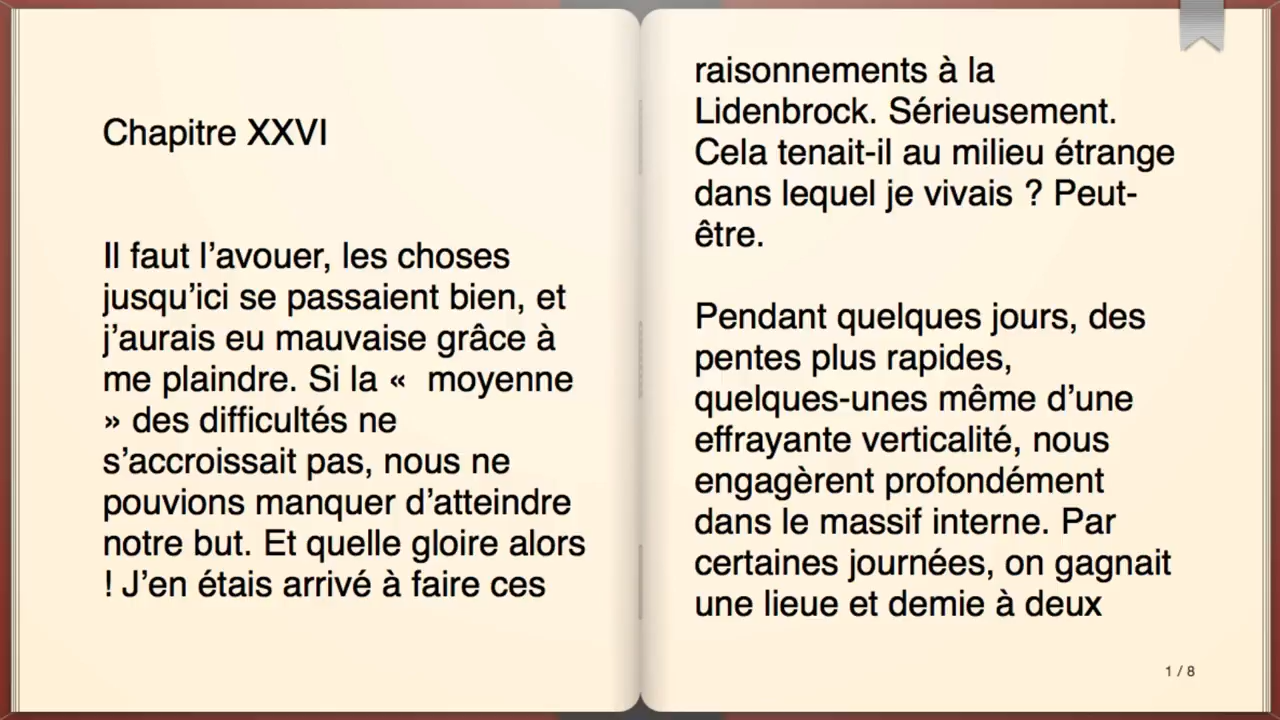 Chapitre XXVI
Il faut l’avouer, les choses
jusqu’ici se passaient bien, et
j’aurais eu mauvaise grâce à
me plaindre. Si la «  moyenne
» des difficultés ne
s’accroissait pas, nous ne
pouvions manquer d’atteindre
notre but. Et quelle gloire alors
! J’en étais arrivé à faire ces
raisonnements à la
Lidenbrock. Sérieusement.
Cela tenait-il au milieu étrange
dans lequel je vivais ? Peut-
être.
Pendant quelques jours, des
pentes plus rapides,
quelques-unes même d’une
effrayante verticalité, nous
engagèrent profondément
dans le massif interne. Par
certaines journées, on gagnait
une lieue et demie à deux
1 / 8